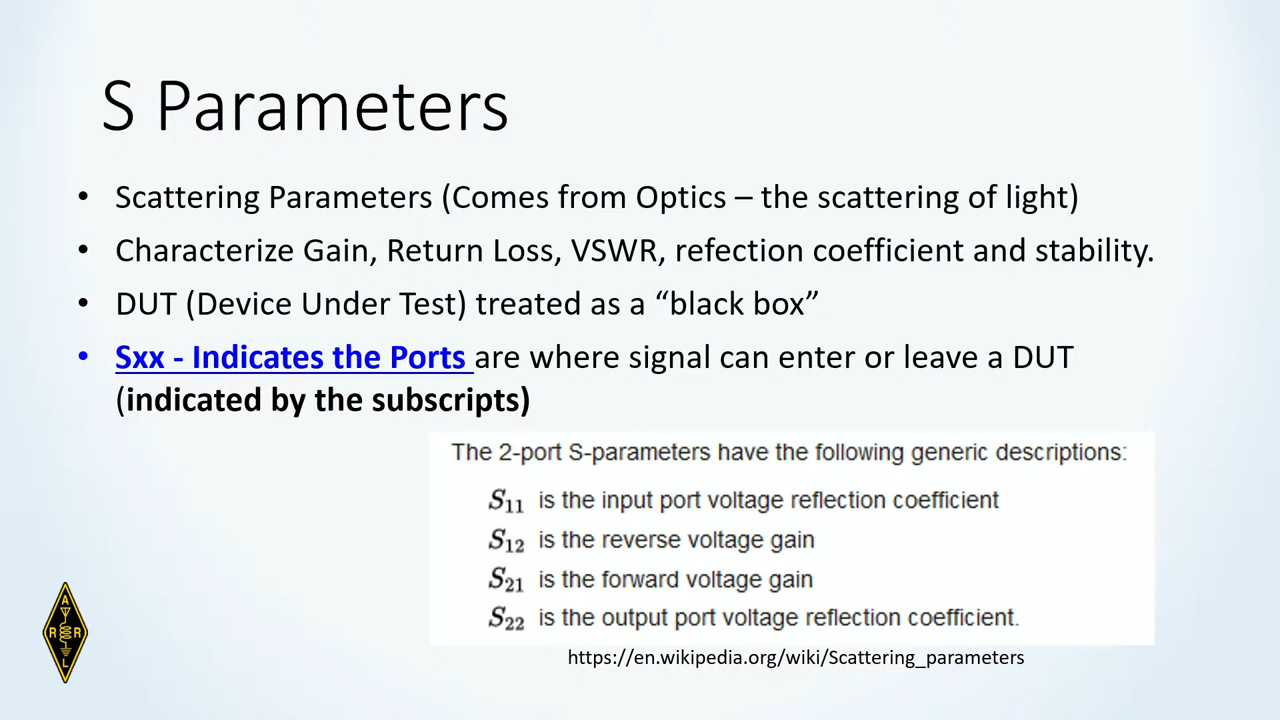 S Parameters
• Scattering Parameters (Comes from Optics – the scattering of light)
• Characterize Gain, Return Loss, VSWR, refection coefficient and stability.
• DUT (Device Under Test) treated as a “black box”
• Sxx - Indicates the Ports are where signal can enter or leave a DUT
(indicated by the subscripts)
The 2-port S-parameters have the following generic descriptions:
S11 is the input port voltage reflection coefficient
S12 is the reverse voltage gain
S21 is the forward voltage gain
S22 is the output port voltage reflection coefficient.
https://en.wikipedia.org/wiki/Scattering_parameters
A
R R
L